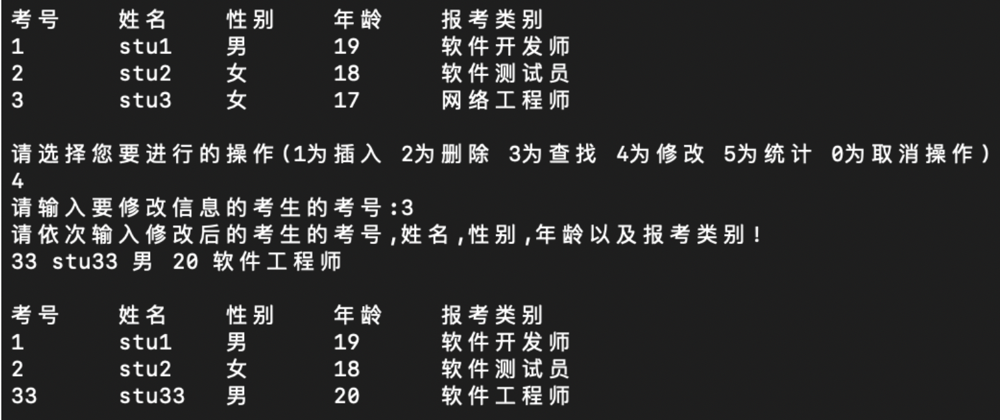 考号 姓名 性别 年龄 报考类别
1 stu1 男 19 软件开发师
2 stu2 女 18 软件测试员
3 stu3 女 17 网络工程师
请选择您要进行的操作(1为插入 2为删除 3为查找 4为修改 5为统计 0为取消操作)
4
请输入要修改信息的考生的考号:3
请依次输入修改后的考生的考号,姓名,性别,年龄以及报考类别!
33 stu33 男 20 软件工程师
考号 姓名 性别 年龄 报考类别
1 stu1 男 19 软件开发师
2 stu2 女 18 软件测试员
33 stu33 男 20 软件工程师